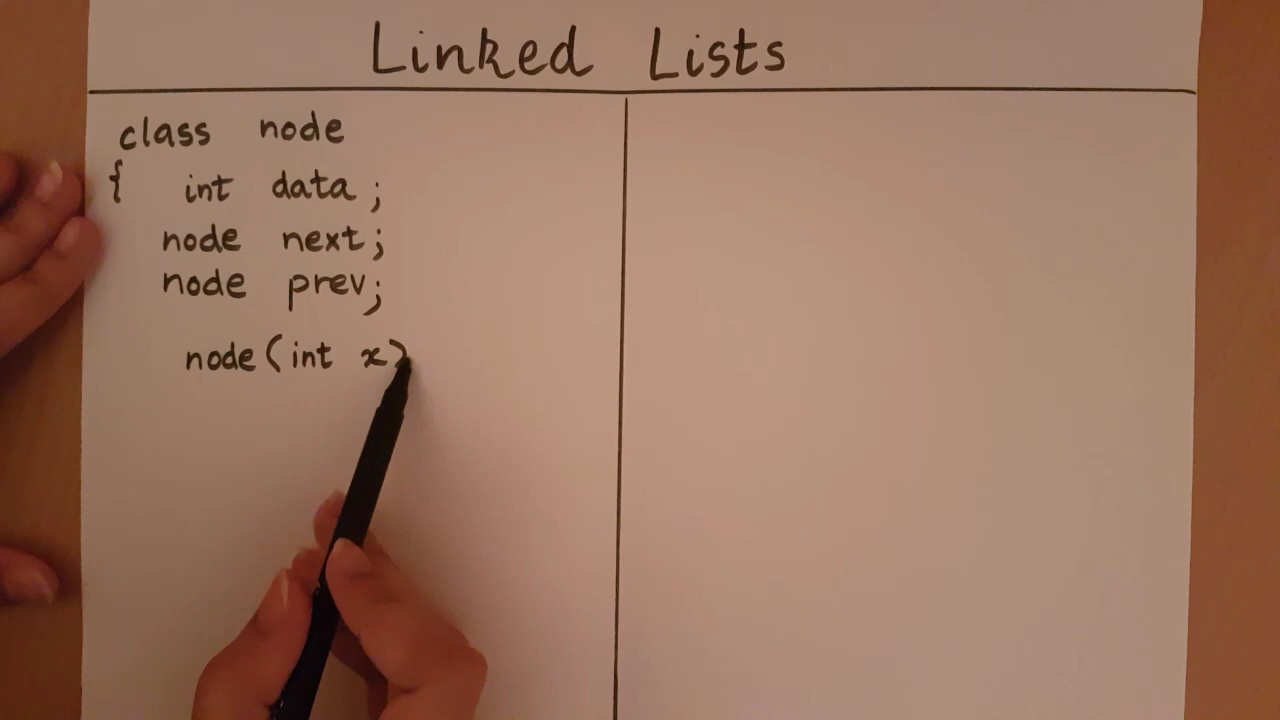 Linked Lists
class node
{ int data ;
node next ;
node prev;
node (int x)